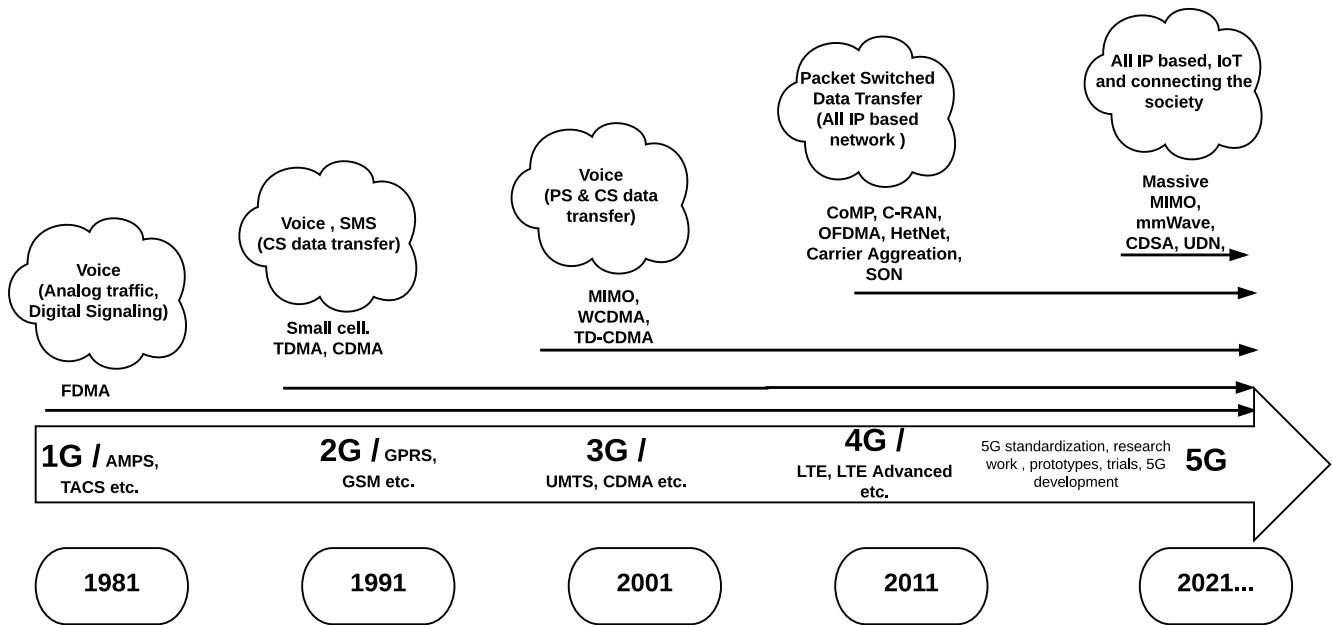 All IP based, IoT
and connecting the
society
Packet Switched
Data Transfer
(All IP based
network )
Voice
(PS & CS data
transfer)
Voice , SMS
(CS data transfer)
Voice
(Analog traffic,
Digital Signaling)
Massive
MIMO,
mmWave,
CDSA, UDN,
CoMP, C-RAN,
OFDMA, HetNet,
Carrier Aggreation,
SON
MIMO,
WCDMA,
TD-CDMA
Small cell.
TDMA, CDMA
FDMA
1G / AMPS,
TACS etc.
2G / GPRS,
GSM etc.
3G /
UMTS, CDMA etc.
4G /
LTE, LTE Advanced
etc.
5G standardization, research
work , prototypes, trials, 5G
development
5G
1981
1991
2001
2011
2021...